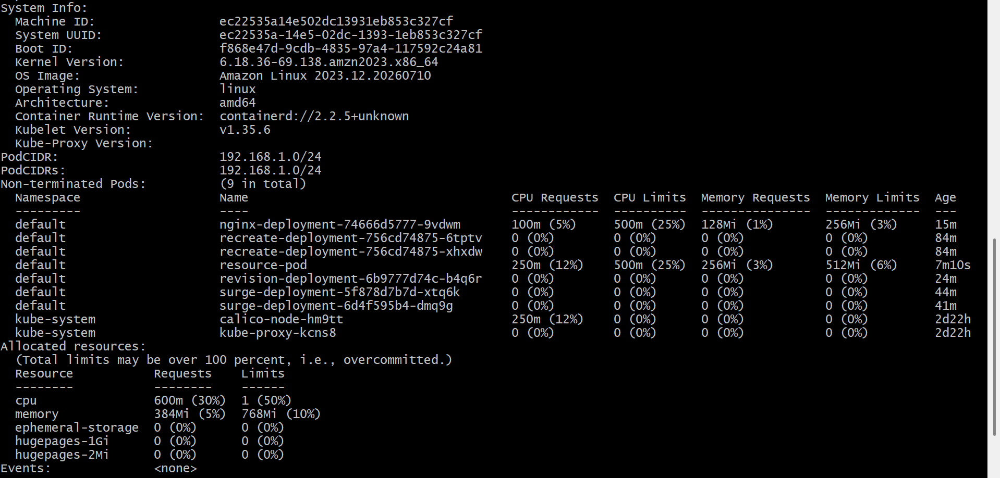 System Info:
  Machine ID:                 ec22535a14e502dc13931eb853c327cf
  System UUID:                ec22535a-14e5-02dc-1393-1eb853c327cf
  Boot ID:                    f868e47d-9cdb-4835-97a4-117592c24a81
  Kernel Version:             6.18.36-69.138.amzn2023.x86_64
  OS Image:                   Amazon Linux 2023.12.20260710
  Operating System:           linux
  Architecture:               amd64
  Container Runtime Version:  containerd://2.2.5+unknown
  Kubelet Version:            v1.35.6
  Kube-Proxy Version:
PodCIDR:                      192.168.1.0/24
PodCIDRs:                     192.168.1.0/24
Non-terminated Pods:          (9 in total)
  Namespace                   Name                                    CPU Requests  CPU Limits  Memory Requests  Memory Limits  Age
  ---------                   ----                                    ------------  ----------  ---------------  -------------  ---
  default                     nginx-deployment-74666d5777-9vdwm       100m (5%)     500m (25%)  128Mi (1%)       256Mi (3%)     15m
  default                     recreate-deployment-756cd74875-6tptv    0 (0%)        0 (0%)      0 (0%)           0 (0%)         84m
  default                     recreate-deployment-756cd74875-xhxdw    0 (0%)        0 (0%)      0 (0%)           0 (0%)         84m
  default                     resource-pod                            250m (12%)    500m (25%)  256Mi (3%)       512Mi (6%)     7m10s
  default                     revision-deployment-6b9777d74c-b4q6r    0 (0%)        0 (0%)      0 (0%)           0 (0%)         24m
  default                     surge-deployment-5f878d7b7d-xtq6k       0 (0%)        0 (0%)      0 (0%)           0 (0%)         44m
  default                     surge-deployment-6d4f595b4-dmq9g        0 (0%)        0 (0%)      0 (0%)           0 (0%)         41m
  kube-system                 calico-node-hm9tt                       250m (12%)    0 (0%)      0 (0%)           0 (0%)         2d22h
  kube-system                 kube-proxy-kcns8                        0 (0%)        0 (0%)      0 (0%)           0 (0%)         2d22h
Allocated resources:
  (Total limits may be over 100 percent, i.e., overcommitted.)
  Resource           Requests    Limits
  --------           --------    ------
  cpu                600m (30%)  1 (50%)
  memory             384Mi (5%)  768Mi (10%)
  ephemeral-storage  0 (0%)      0 (0%)
  hugepages-1Gi      0 (0%)      0 (0%)
  hugepages-2Mi      0 (0%)      0 (0%)
Events:              <none>